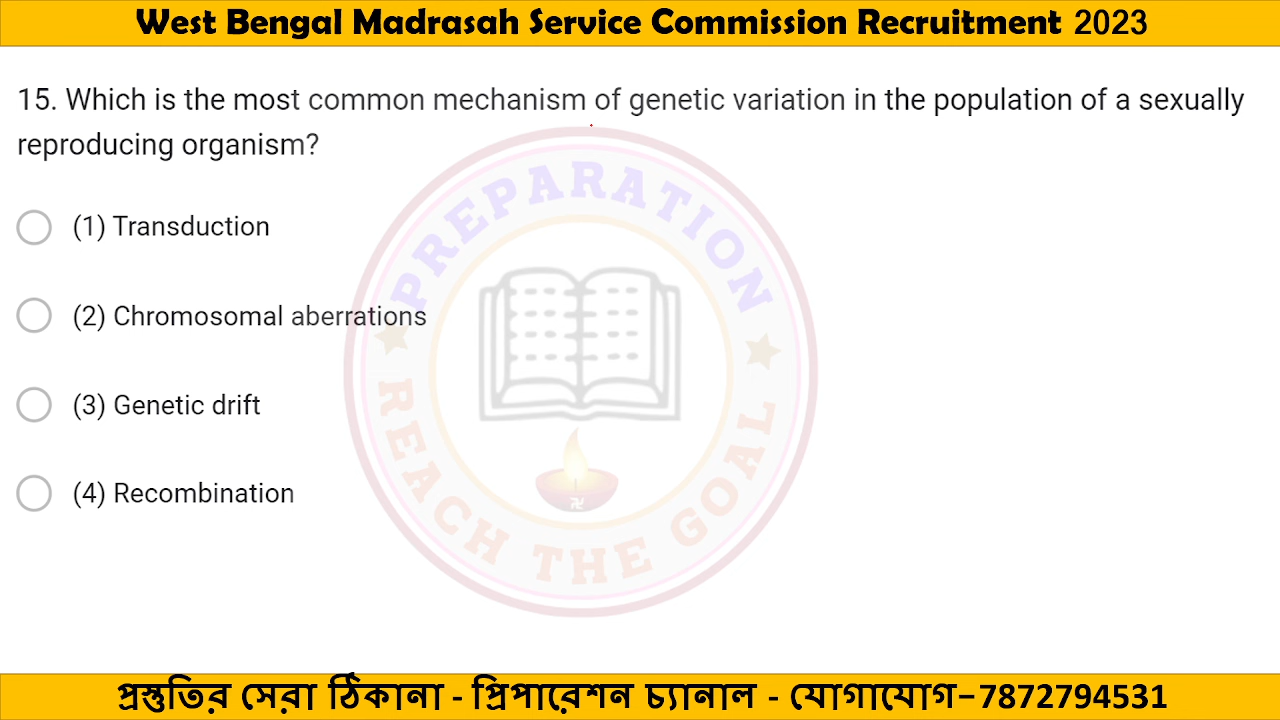 West Bengal Madrasah Service Commission Recruitment 2023
15. Which is the most common mechanism of genetic variation in the population of a sexually
reproducing organism?
PREPARATION
(1) Transduction
(2) Chromosomal aberrations
(3) Genetic drift
(4) Recombination
REACH THE GOAL
প্রস্তুতির সেরা ঠিকানা - প্রিপারেশন চ্যানাল - যোগাযোগ–7872794531